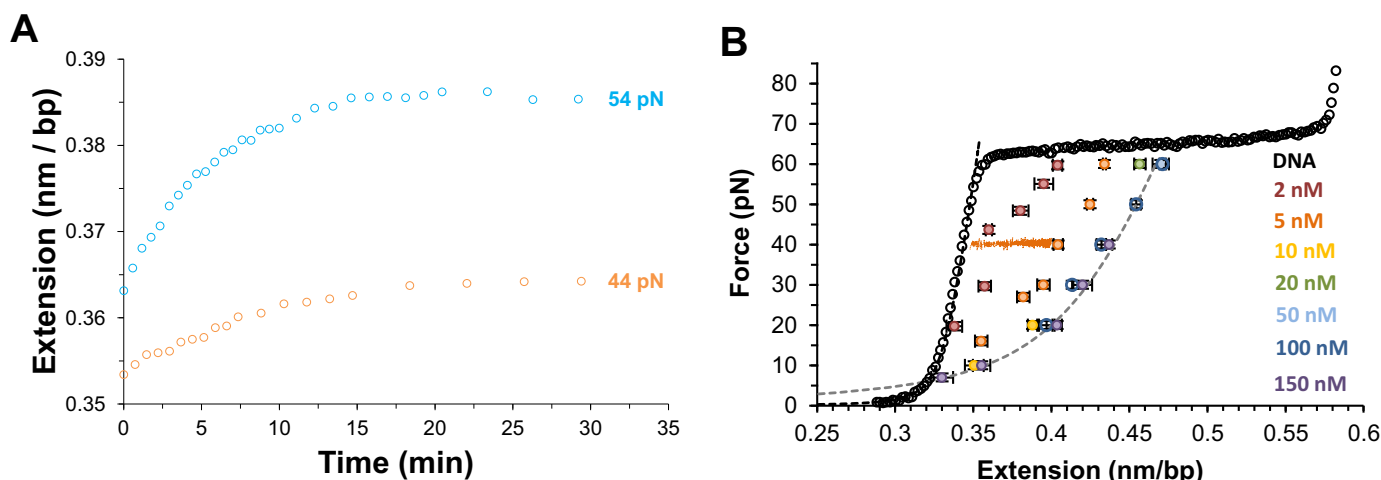 A
Extension (nm / bp)
0.39
0.38
0.37
0.36
0.35
54 pN
44 pN
0 5 10 15 20 25 30 35
Time (min)
B
Force (pN)
80
70
60
50
40
30
20
10
0
DNA
2 nM
5 nM
10 nM
20 nM
50 nM
100 nM
150 nM
0.25 0.3 0.35 0.4 0.45 0.5 0.55 0.6
Extension (nm/bp)